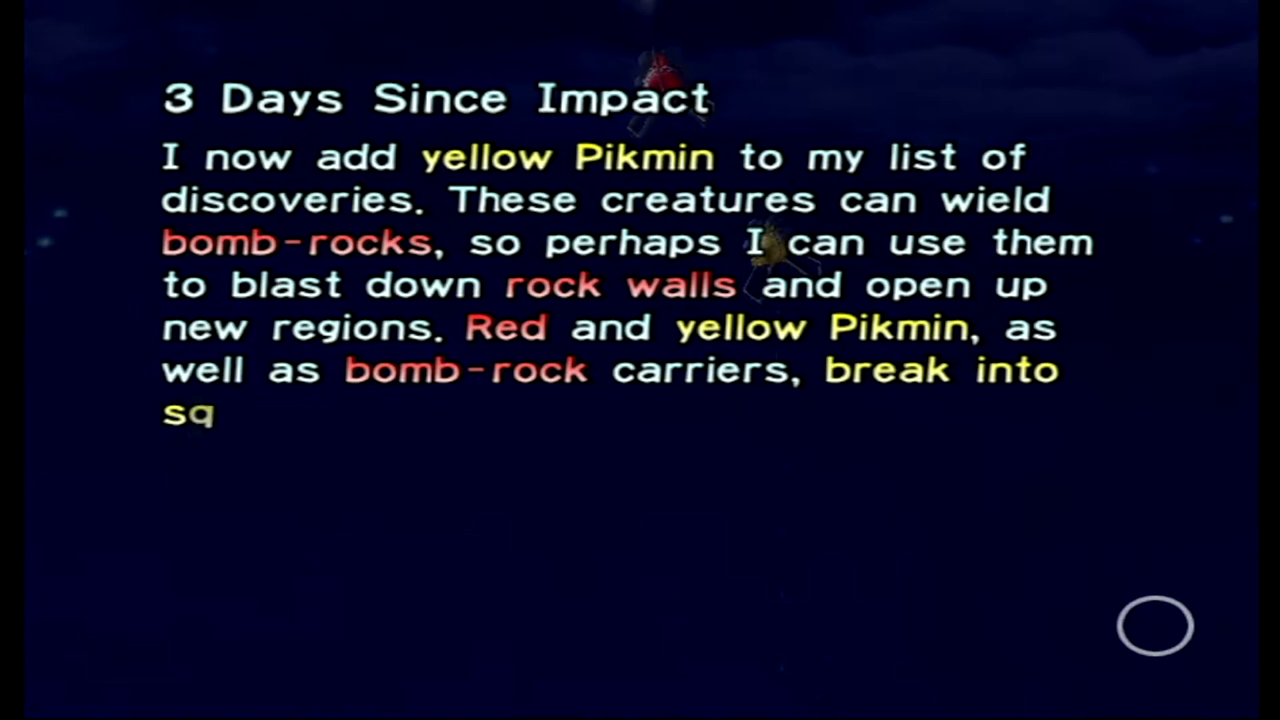 3 Days Since Impact
I now add yellow Pikmin to my list of
discoveries. These creatures can wield
bomb-rocks, so perhaps I can use them
to blast down rock walls and open up
new regions. Red and yellow Pikmin, as
well as bomb-rock carriers, break into
sq